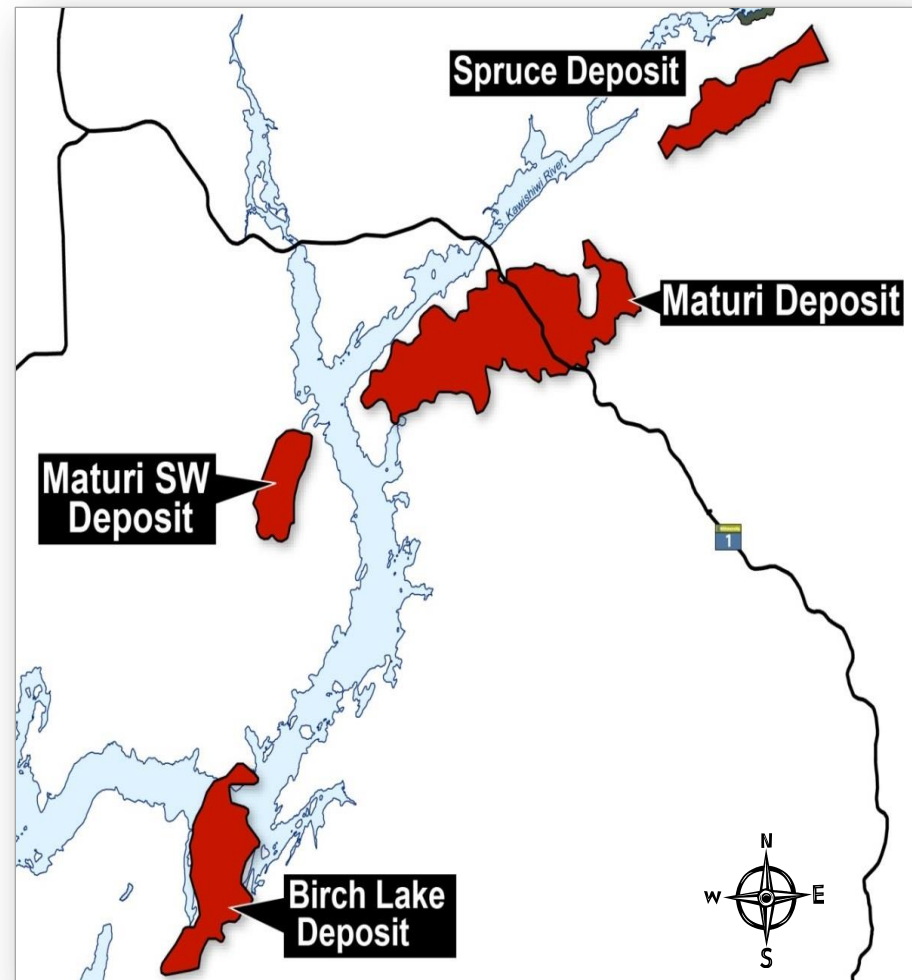 Spruce Deposit
S. Kawishiwi River
Maturi Deposit
Maturi SW
Deposit
1
Birch Lake
Deposit
N
W E
S